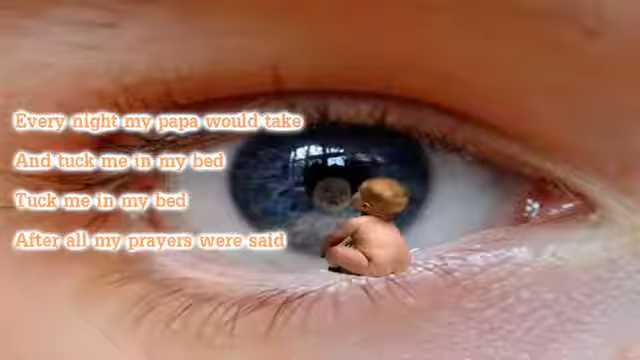 Every night my papa would take
And tuck me in my bed
Tuck me in my bed
After all my prayers were said